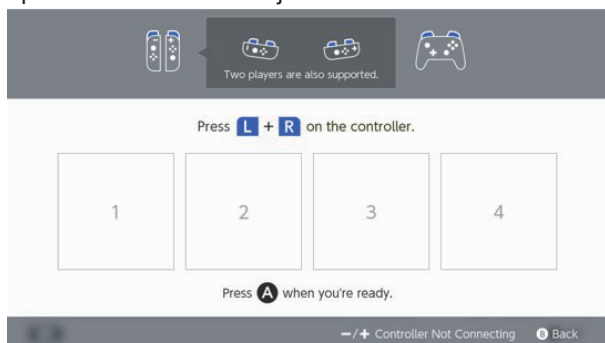 Two players are also supported.
Press L + R on the controller.
1 2 3 4
Press A when you're ready.
−/+ Controller Not Connecting B Back